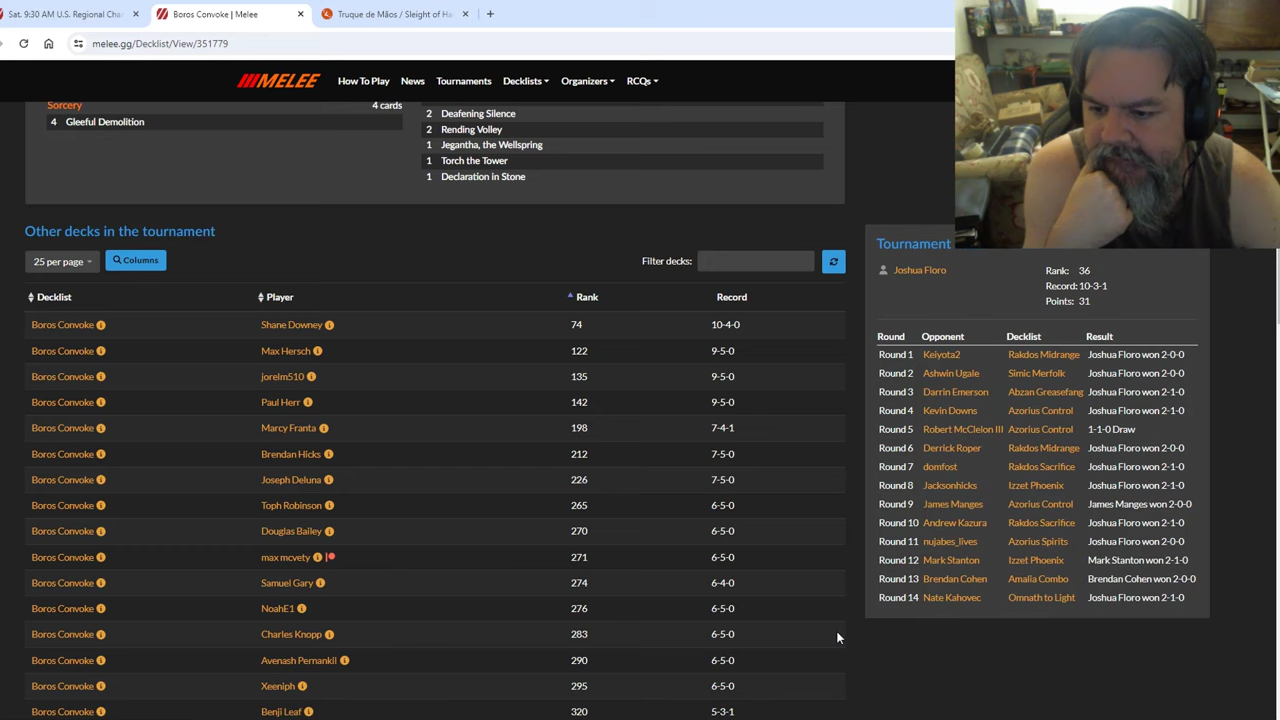 Sat. 9:30 AM U.S. Regional Cha
Boros Convoke | Melee
Truque de Mãos / Sleight of Ha
melee.gg/Decklist/View/351779
MELEE
How To Play News Tournaments Decklists Organizers RCQs
Sorcery 4 cards
4 Gleeful Demolition
2 Deafening Silence
2 Rending Volley
1 Jegantha, the Wellspring
1 Torch the Tower
1 Declaration in Stone
Other decks in the tournament
25 per page Columns Filter decks:
Decklist Player Rank Record
Boros Convoke Shane Downey 74 10-4-0
Boros Convoke Max Hersch 122 9-5-0
Boros Convoke jorelm510 135 9-5-0
Boros Convoke Paul Herr 142 9-5-0
Boros Convoke Marcy Franta 198 7-4-1
Boros Convoke Brendan Hicks 212 7-5-0
Boros Convoke Joseph Deluna 226 7-5-0
Boros Convoke Toph Robinson 265 6-5-0
Boros Convoke Douglas Bailey 270 6-5-0
Boros Convoke max mcvety 271 6-5-0
Boros Convoke Samuel Gary 274 6-4-0
Boros Convoke NoahE1 276 6-5-0
Boros Convoke Charles Knopp 283 6-5-0
Boros Convoke Avenash Pernankil 290 6-5-0
Boros Convoke Xeeniph 295 6-5-0
Boros Convoke Benji Leaf 320 5-3-1
Tournament
Joshua Floro Rank: 36
Record: 10-3-1
Points: 31
Round Opponent Decklist Result
Round 1 Keiyota2 Rakdos Midrange Joshua Floro won 2-0-0
Round 2 Ashwin Ugale Simic Merfolk Joshua Floro won 2-0-0
Round 3 Darrin Emerson Abzan Greasefang Joshua Floro won 2-1-0
Round 4 Kevin Downs Azorius Control Joshua Floro won 2-1-0
Round 5 Robert McClelon III Azorius Control 1-1-0 Draw
Round 6 Derrick Roper Rakdos Midrange Joshua Floro won 2-0-0
Round 7 domfost Rakdos Sacrifice Joshua Floro won 2-1-0
Round 8 Jacksonhicks Izzet Phoenix Joshua Floro won 2-1-0
Round 9 James Manges Azorius Control James Manges won 2-0-0
Round 10 Andrew Kazura Rakdos Sacrifice Joshua Floro won 2-1-0
Round 11 nujabes_lives Azorius Spirits Joshua Floro won 2-0-0
Round 12 Mark Stanton Izzet Phoenix Mark Stanton won 2-1-0
Round 13 Brendan Cohen Amalia Combo Brendan Cohen won 2-0-0
Round 14 Nate Kahovec Omnath to Light Joshua Floro won 2-1-0